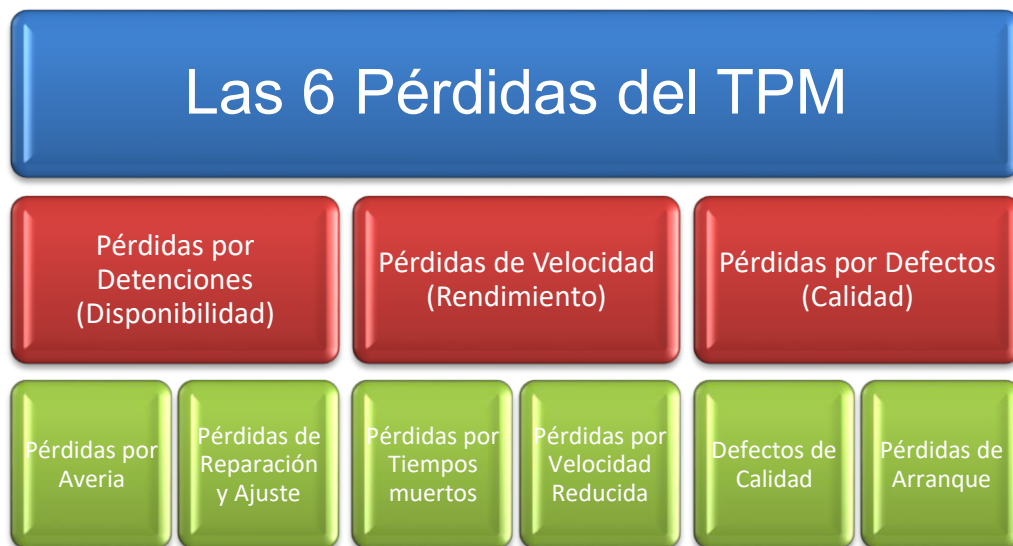 Las 6 Pérdidas del TPM
Pérdidas por
Detenciones
(Disponibilidad)
Pérdidas de Velocidad
(Rendimiento)
Pérdidas por Defectos
(Calidad)
Pérdidas por
Averia
Pérdidas de
Reparación
y Ajuste
Pérdidas por
Tiempos
muertos
Pérdidas por
Velocidad
Reducida
Defectos de
Calidad
Pérdidas de
Arranque